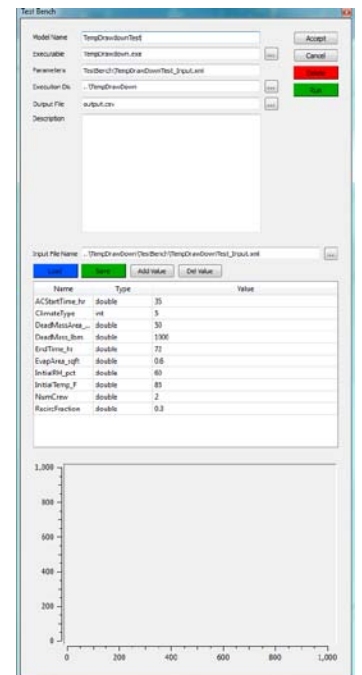 Test Bench
Model Name TempDrawdownTest Accept
Executable TempDrawdown.exe ... Cancel
Parameters TestBench\TempDrawDownTest_Input.xml Delete
Execution Dir. ..\TempDrawDown ... Run
Output File output.csv ...
Description
Input File Name ..\TempDrawDown\TestBench\TempDrawDownTest_Input.xml ...
Load Save Add Value Del Value
Name Type Value
ACStartTime_hr double 35
ClimateType int 5
DeadMassArea_... double 50
DeadMass_lbm double 1000
EndTime_hr double 72
EvapArea_sqft double 0.6
InitialRH_pct double 60
InitialTemp_F double 85
NumCrew double 2
RecircFraction double 0.3
1,000
800
600
400
200
0
0 200 400 600 800 1,000